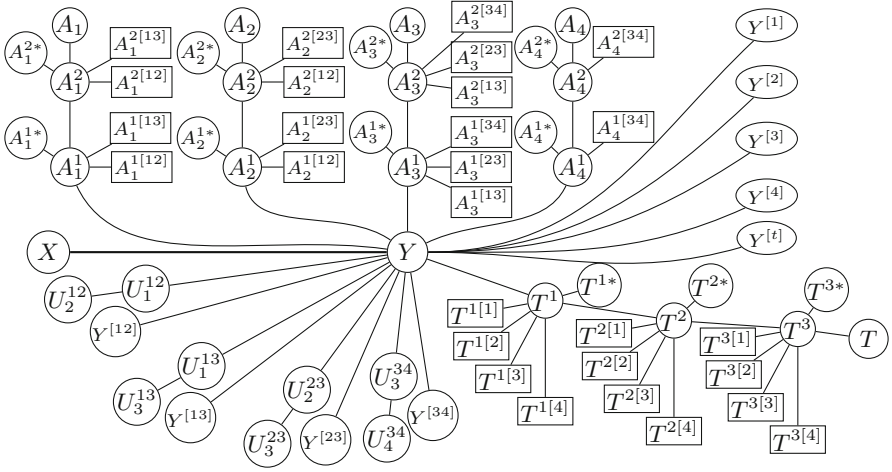 A_1 A_2 A_3 A_4 Y^{[1]}
A_1^{2*} A_1^{2[13]} A_2^{2*} A_2^{2[23]} A_3^{2*} A_3^{2[34]} A_4^{2*} A_4^{2[34]}
A_1^2 A_1^{2[12]} A_2^2 A_2^{2[12]} A_3^2 A_3^{2[23]} A_4^2 Y^{[2]}
A_3^{2[13]}
A_1^{1*} A_1^{1[13]} A_2^{1*} A_2^{1[23]} A_3^{1*} A_3^{1[34]} A_4^{1*} A_4^{1[34]} Y^{[3]}
A_1^1 A_1^{1[12]} A_2^1 A_2^{1[12]} A_3^1 A_3^{1[23]} A_4^1
A_3^{1[13]} Y^{[4]}
X Y Y^{[t]}
U_2^{12} U_1^{12} T^1 T^{1*} T^{2*} T^{3*}
Y^{[12]} T^{1[1]} T^2 T^3 T
T^{1[2]} T^{2[1]} T^{3[1]}
U_1^{13} U_3^{34} T^{1[3]} T^{2[2]} T^{3[2]}
U_3^{13} U_2^{23} T^{1[4]} T^{2[3]} T^{3[3]}
Y^{[13]} Y^{[34]} T^{2[4]} T^{3[4]}
U_3^{23} Y^{[23]} U_4^{34}